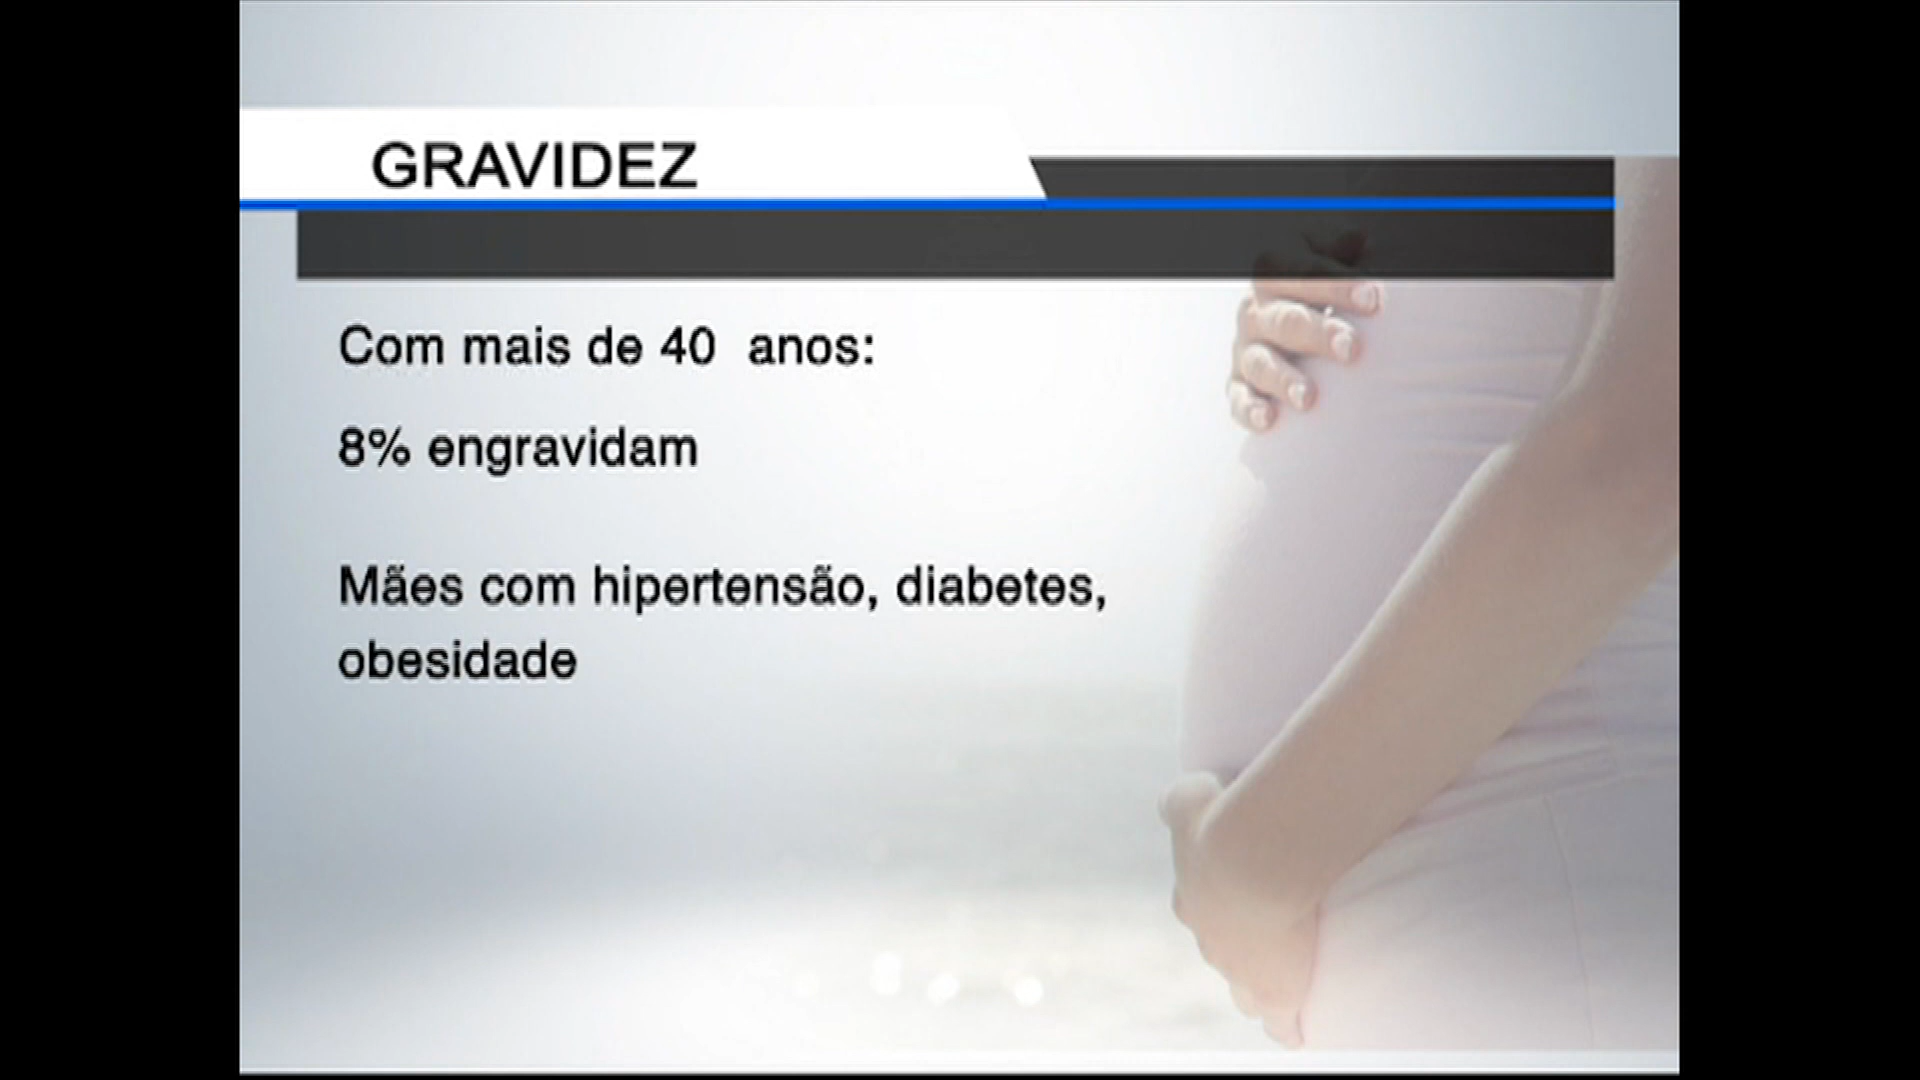 GRAVIDEZ
Com mais de 40 anos:
8% engravidam
Mães com hipertensão, diabetes,
obesidade